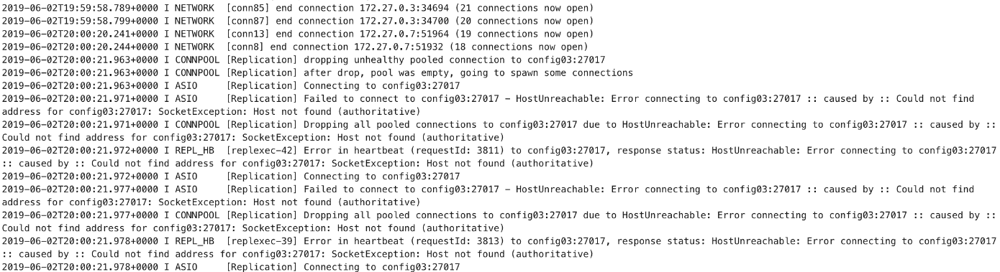 2019-06-02T19:59:58.789+0000 I NETWORK  [conn85] end connection 172.27.0.3:34694 (21 connections now open)
2019-06-02T19:59:58.799+0000 I NETWORK  [conn87] end connection 172.27.0.3:34700 (20 connections now open)
2019-06-02T20:00:20.241+0000 I NETWORK  [conn13] end connection 172.27.0.7:51964 (19 connections now open)
2019-06-02T20:00:20.244+0000 I NETWORK  [conn8] end connection 172.27.0.7:51932 (18 connections now open)
2019-06-02T20:00:21.963+0000 I CONNPOOL [Replication] dropping unhealthy pooled connection to config03:27017
2019-06-02T20:00:21.963+0000 I CONNPOOL [Replication] after drop, pool was empty, going to spawn some connections
2019-06-02T20:00:21.963+0000 I ASIO     [Replication] Connecting to config03:27017
2019-06-02T20:00:21.971+0000 I ASIO     [Replication] Failed to connect to config03:27017 – HostUnreachable: Error connecting to config03:27017 :: caused by :: Could not find
address for config03:27017: SocketException: Host not found (authoritative)
2019-06-02T20:00:21.971+0000 I CONNPOOL [Replication] Dropping all pooled connections to config03:27017 due to HostUnreachable: Error connecting to config03:27017 :: caused by ::
Could not find address for config03:27017: SocketException: Host not found (authoritative)
2019-06-02T20:00:21.972+0000 I REPL_HB  [replexec-42] Error in heartbeat (requestId: 3811) to config03:27017, response status: HostUnreachable: Error connecting to config03:27017
:: caused by :: Could not find address for config03:27017: SocketException: Host not found (authoritative)
2019-06-02T20:00:21.972+0000 I ASIO     [Replication] Connecting to config03:27017
2019-06-02T20:00:21.977+0000 I ASIO     [Replication] Failed to connect to config03:27017 – HostUnreachable: Error connecting to config03:27017 :: caused by :: Could not find
address for config03:27017: SocketException: Host not found (authoritative)
2019-06-02T20:00:21.977+0000 I CONNPOOL [Replication] Dropping all pooled connections to config03:27017 due to HostUnreachable: Error connecting to config03:27017 :: caused by ::
Could not find address for config03:27017: SocketException: Host not found (authoritative)
2019-06-02T20:00:21.978+0000 I REPL_HB  [replexec-39] Error in heartbeat (requestId: 3813) to config03:27017, response status: HostUnreachable: Error connecting to config03:27017
:: caused by :: Could not find address for config03:27017: SocketException: Host not found (authoritative)
2019-06-02T20:00:21.978+0000 I ASIO     [Replication] Connecting to config03:27017